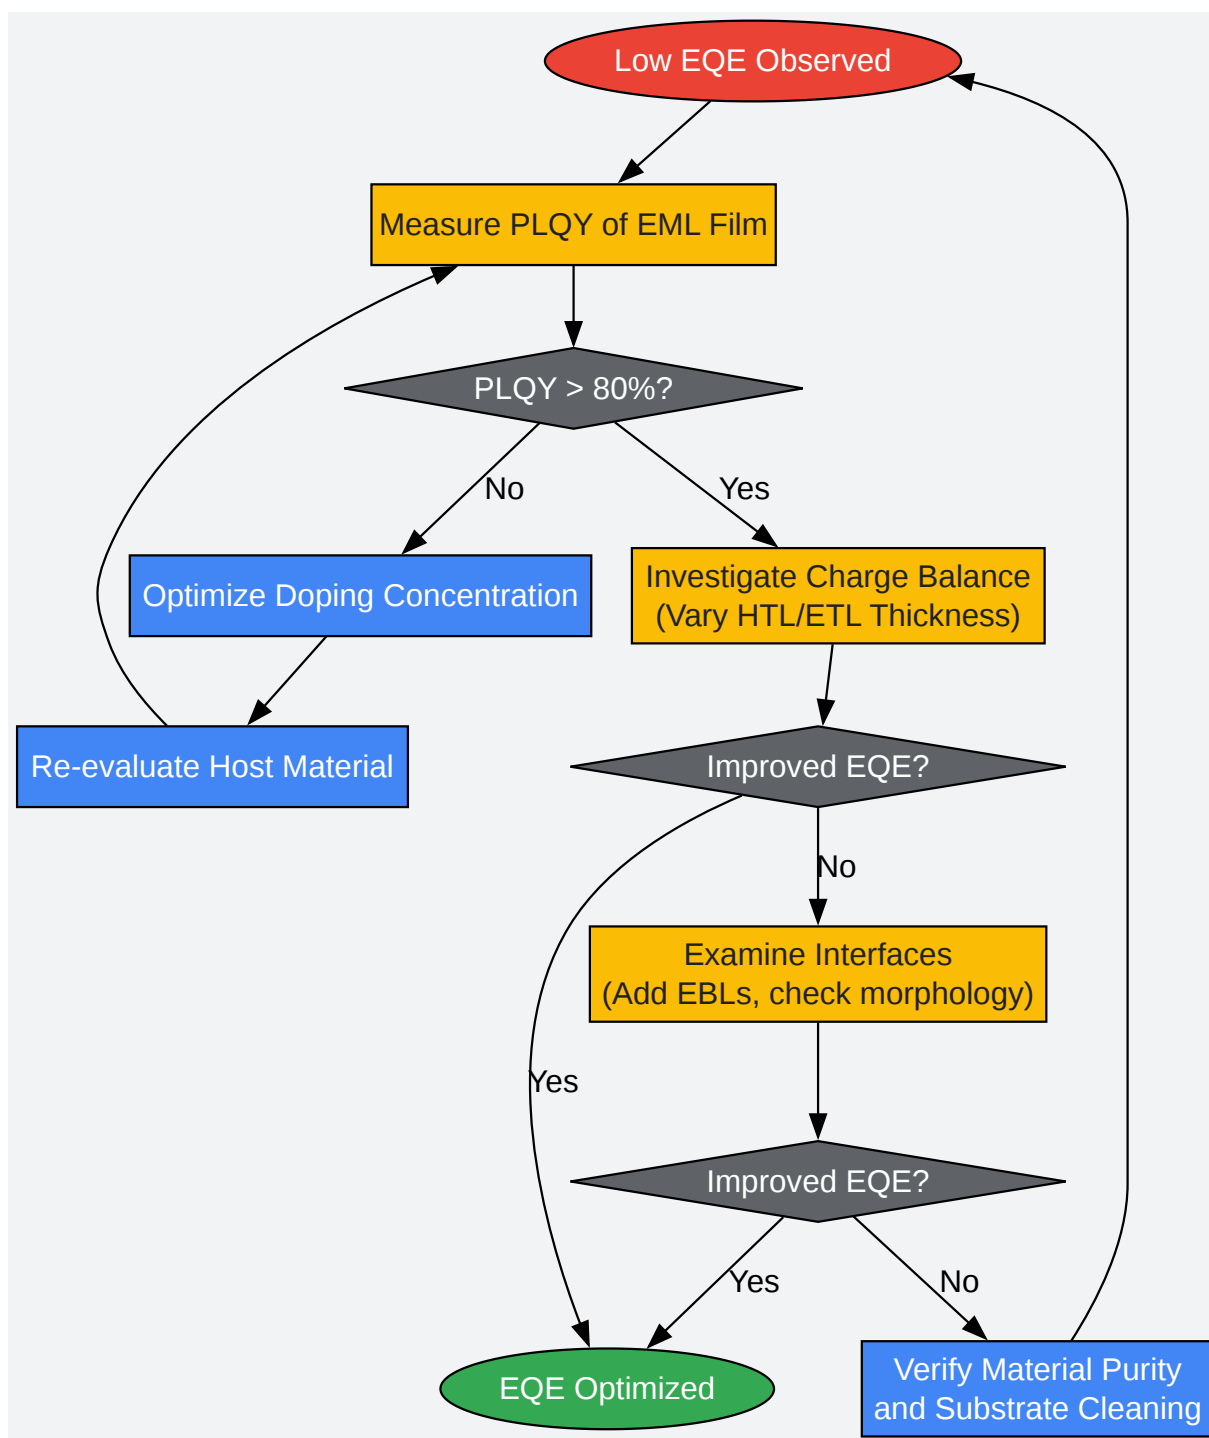 Low EQE Observed
Measure PLQY of EML Film
PLQY > 80%?
No
Yes
Optimize Doping Concentration
Investigate Charge Balance
(Vary HTL/ETL Thickness)
Re-evaluate Host Material
Improved EQE?
No
Examine Interfaces
(Add EBLs, check morphology)
Yes
Improved EQE?
Yes
No
EQE Optimized
Verify Material Purity
and Substrate Cleaning